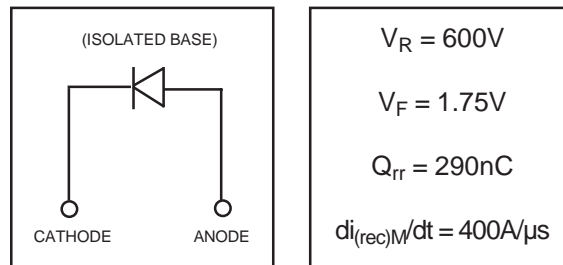 (ISOLATED BASE)
CATHODE ANODE
V_R = 600V
V_F = 1.75V
Q_rr = 290nC
di_(rec)M/dt = 400A/µs